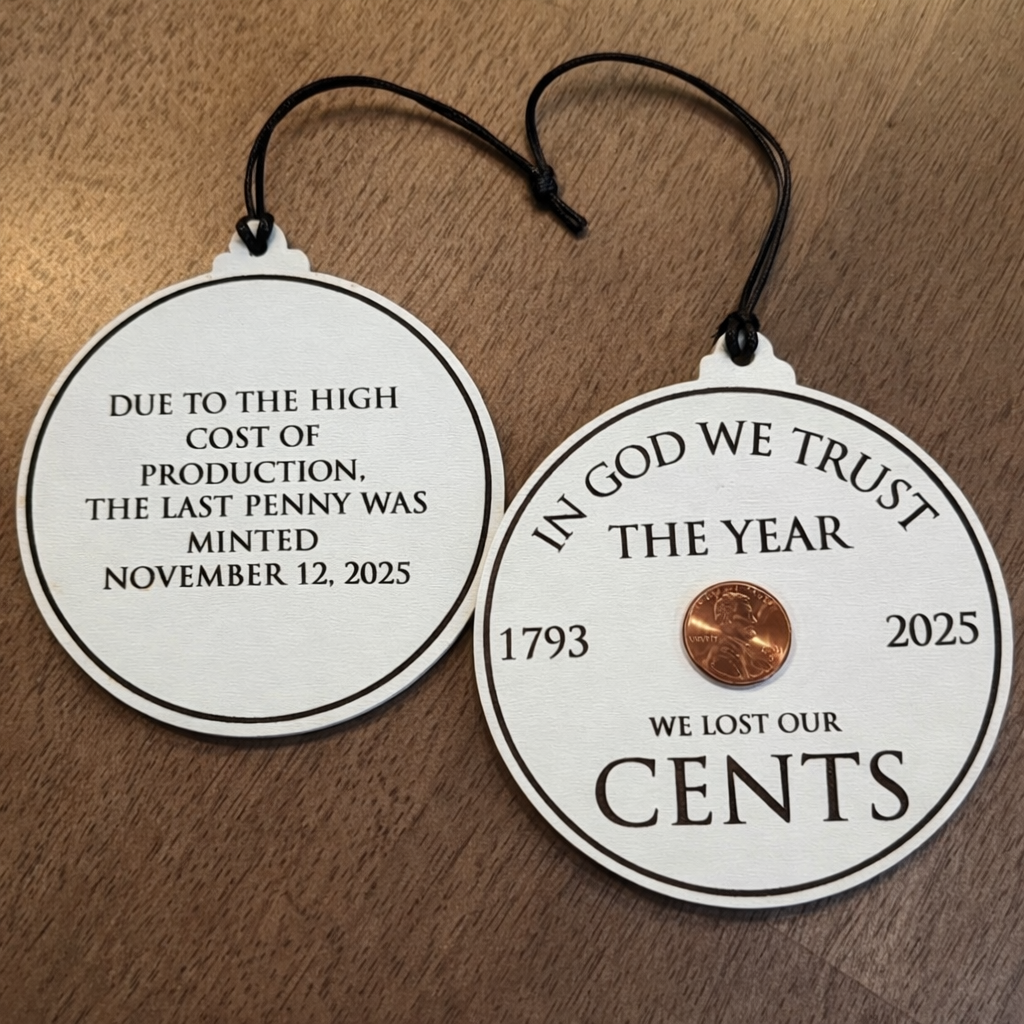 DUE TO THE HIGH
COST OF
PRODUCTION,
THE LAST PENNY WAS
MINTED
NOVEMBER 12, 2025
IN GOD WE TRUST
THE YEAR
1793
2025
WE LOST OUR
CENTS